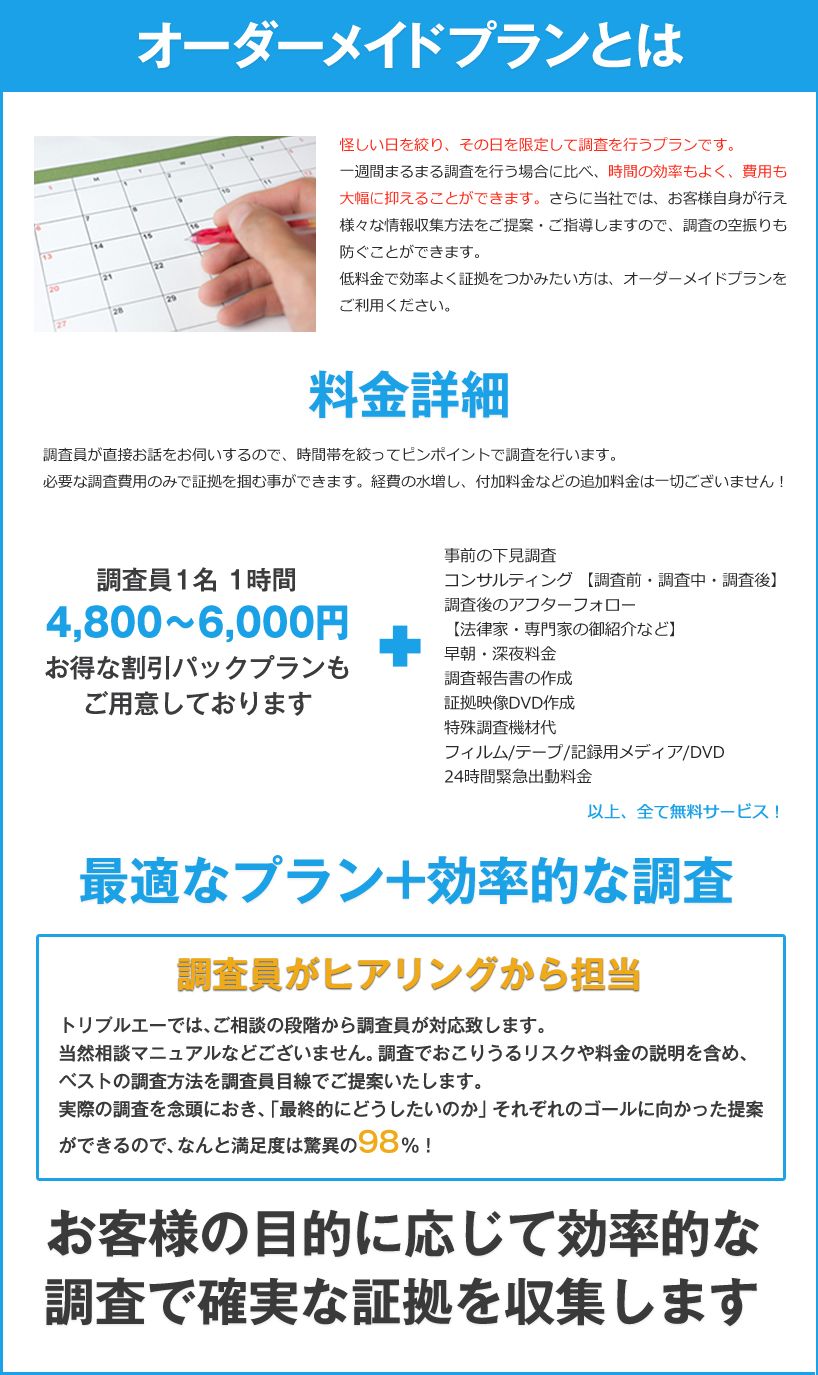 オーダーメイドプランとは
怪しい日を絞り、その日を限定して調査を行うプランです。
一週間まるまる調査を行う場合に比べ、時間の効率もよく、費用も
大幅に抑えることができます。さらに当社では、お客様自身が行え
様々な情報収集方法をご提案・ご指導しますので、調査の空振りも
防ぐことができます。
低料金で効率よく証拠をつかみたい方は、オーダーメイドプランを
ご利用ください。
料金詳細
調査員が直接お話をお伺いするので、時間帯を絞ってピンポイントで調査を行います。
必要な調査費用のみで証拠を掴む事ができます。経費の水増し、付加料金などの追加料金は一切ございません！
調査員1名 1時間
4,800～6,000円
お得な割引パックプランも
ご用意しております
事前の下見調査
コンサルティング 【調査前・調査中・調査後】
調査後のアフターフォロー
【法律家・専門家の御紹介など】
早朝・深夜料金
調査報告書の作成
証拠映像DVD作成
特殊調査機材代
フィルム/テープ/記録用メディア/DVD
24時間緊急出動料金
以上、全て無料サービス！
最適なプラン＋効率的な調査
調査員がヒアリングから担当
トリプルエーでは、ご相談の段階から調査員が対応致します。
当然相談マニュアルなどございません。調査でおこりうるリスクや料金の説明を含め、
ベストの調査方法を調査員目線でご提案いたします。
実際の調査を念頭におき、「最終的にどうしたいのか」それぞれのゴールに向かった提案
ができるので、なんと満足度は驚異の98％！
お客様の目的に応じて効率的な
調査で確実な証拠を収集します